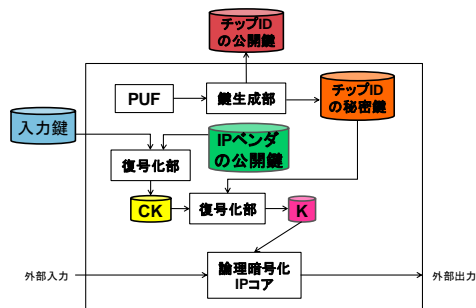 チップID
の公開鍵
PUF
鍵生成部
チップID
の秘密鍵
入力鍵
IPベンダ
の公開鍵
復号化部
CK
復号化部
K
外部入力
論理暗号化
IPコア
外部出力